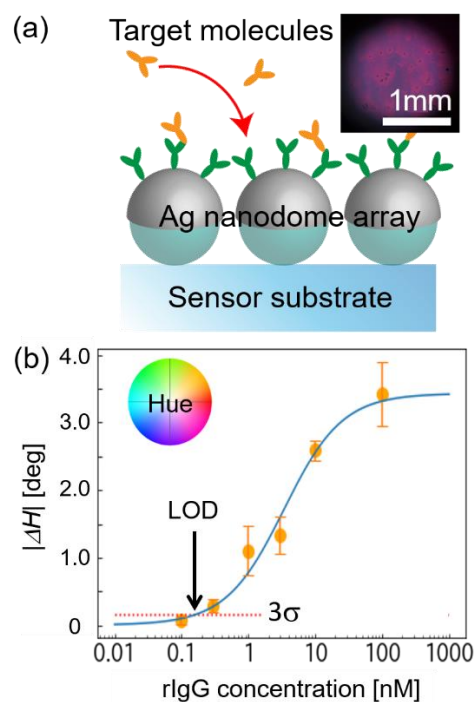 (a)
Target molecules
1mm
Ag nanodome array
Sensor substrate
(b)
4.0
3.0
2.0
1.0
0
|ΔH| [deg]
Hue
LOD
3σ
0.01 0.1 1 10 100 1000
rIgG concentration [nM]